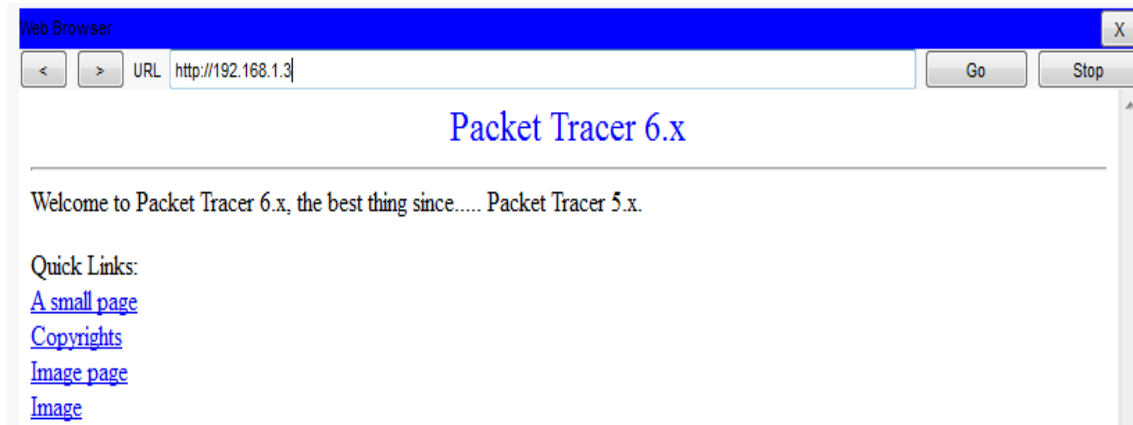 Web Browser X
< > URL http://192.168.1.3 Go Stop
Packet Tracer 6.x
Welcome to Packet Tracer 6.x, the best thing since..... Packet Tracer 5.x.
Quick Links:
A small page
Copyrights
Image page
Image